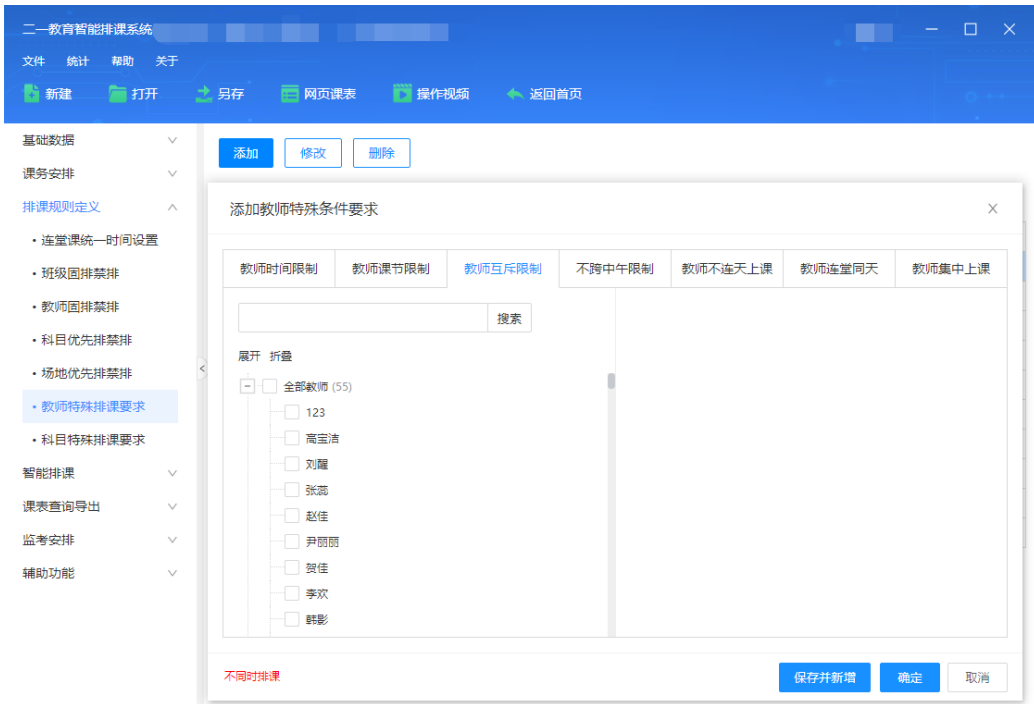 二一教育智能排课系统
文件 统计 帮助 关于
新建 打开 另存 网页课表 操作视频 返回首页
基础数据
课务安排
排课规则定义
• 连堂课统一时间设置
• 班级固排禁排
• 教师固排禁排
• 科目优先排禁排
• 场地优先排禁排
• 教师特殊排课要求
• 科目特殊排课要求
智能排课
课表查询导出
监考安排
辅助功能
添加 修改 删除
添加教师特殊条件要求
教师时间限制 教师课节限制 教师互斥限制 不跨中午限制 教师不连天上课 教师连堂同天 教师集中上课
搜索
展开 折叠
全部教师 (55)
123
高宝洁
刘醒
张蕊
赵佳
尹丽丽
贺佳
李欢
韩影
不同时排课
保存并新增 确定 取消